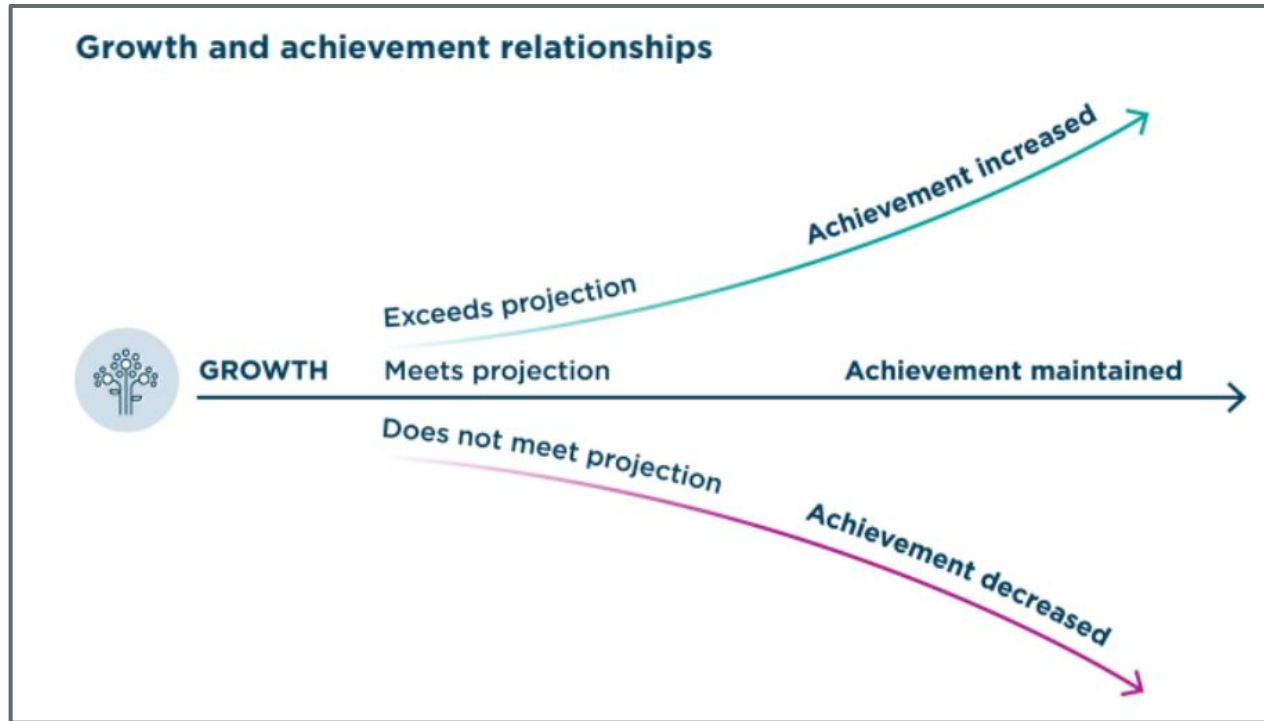 Growth and achievement relationships
Achievement increased
Exceeds projection
GROWTH Meets projection Achievement maintained
Does not meet projection
Achievement decreased